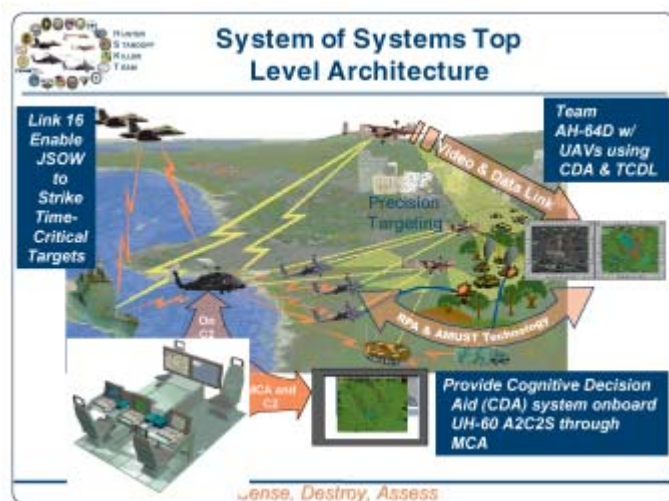 HUNTER
STANDOFF
KILLER
TEAM
System of Systems Top
Level Architecture
Link 16
Enable
JSOW
to
Strike
Time-
Critical
Targets
Team
AH-64D w/
UAVs using
CDA & TCDL
Video & Data Link
Precision
Targeting
RPA & AMUST Technology
On
C2
MCA and
C2
Provide Cognitive Decision
Aid (CDA) system onboard
UH-60 A2C2S through
MCA
Sense, Destroy, Assess